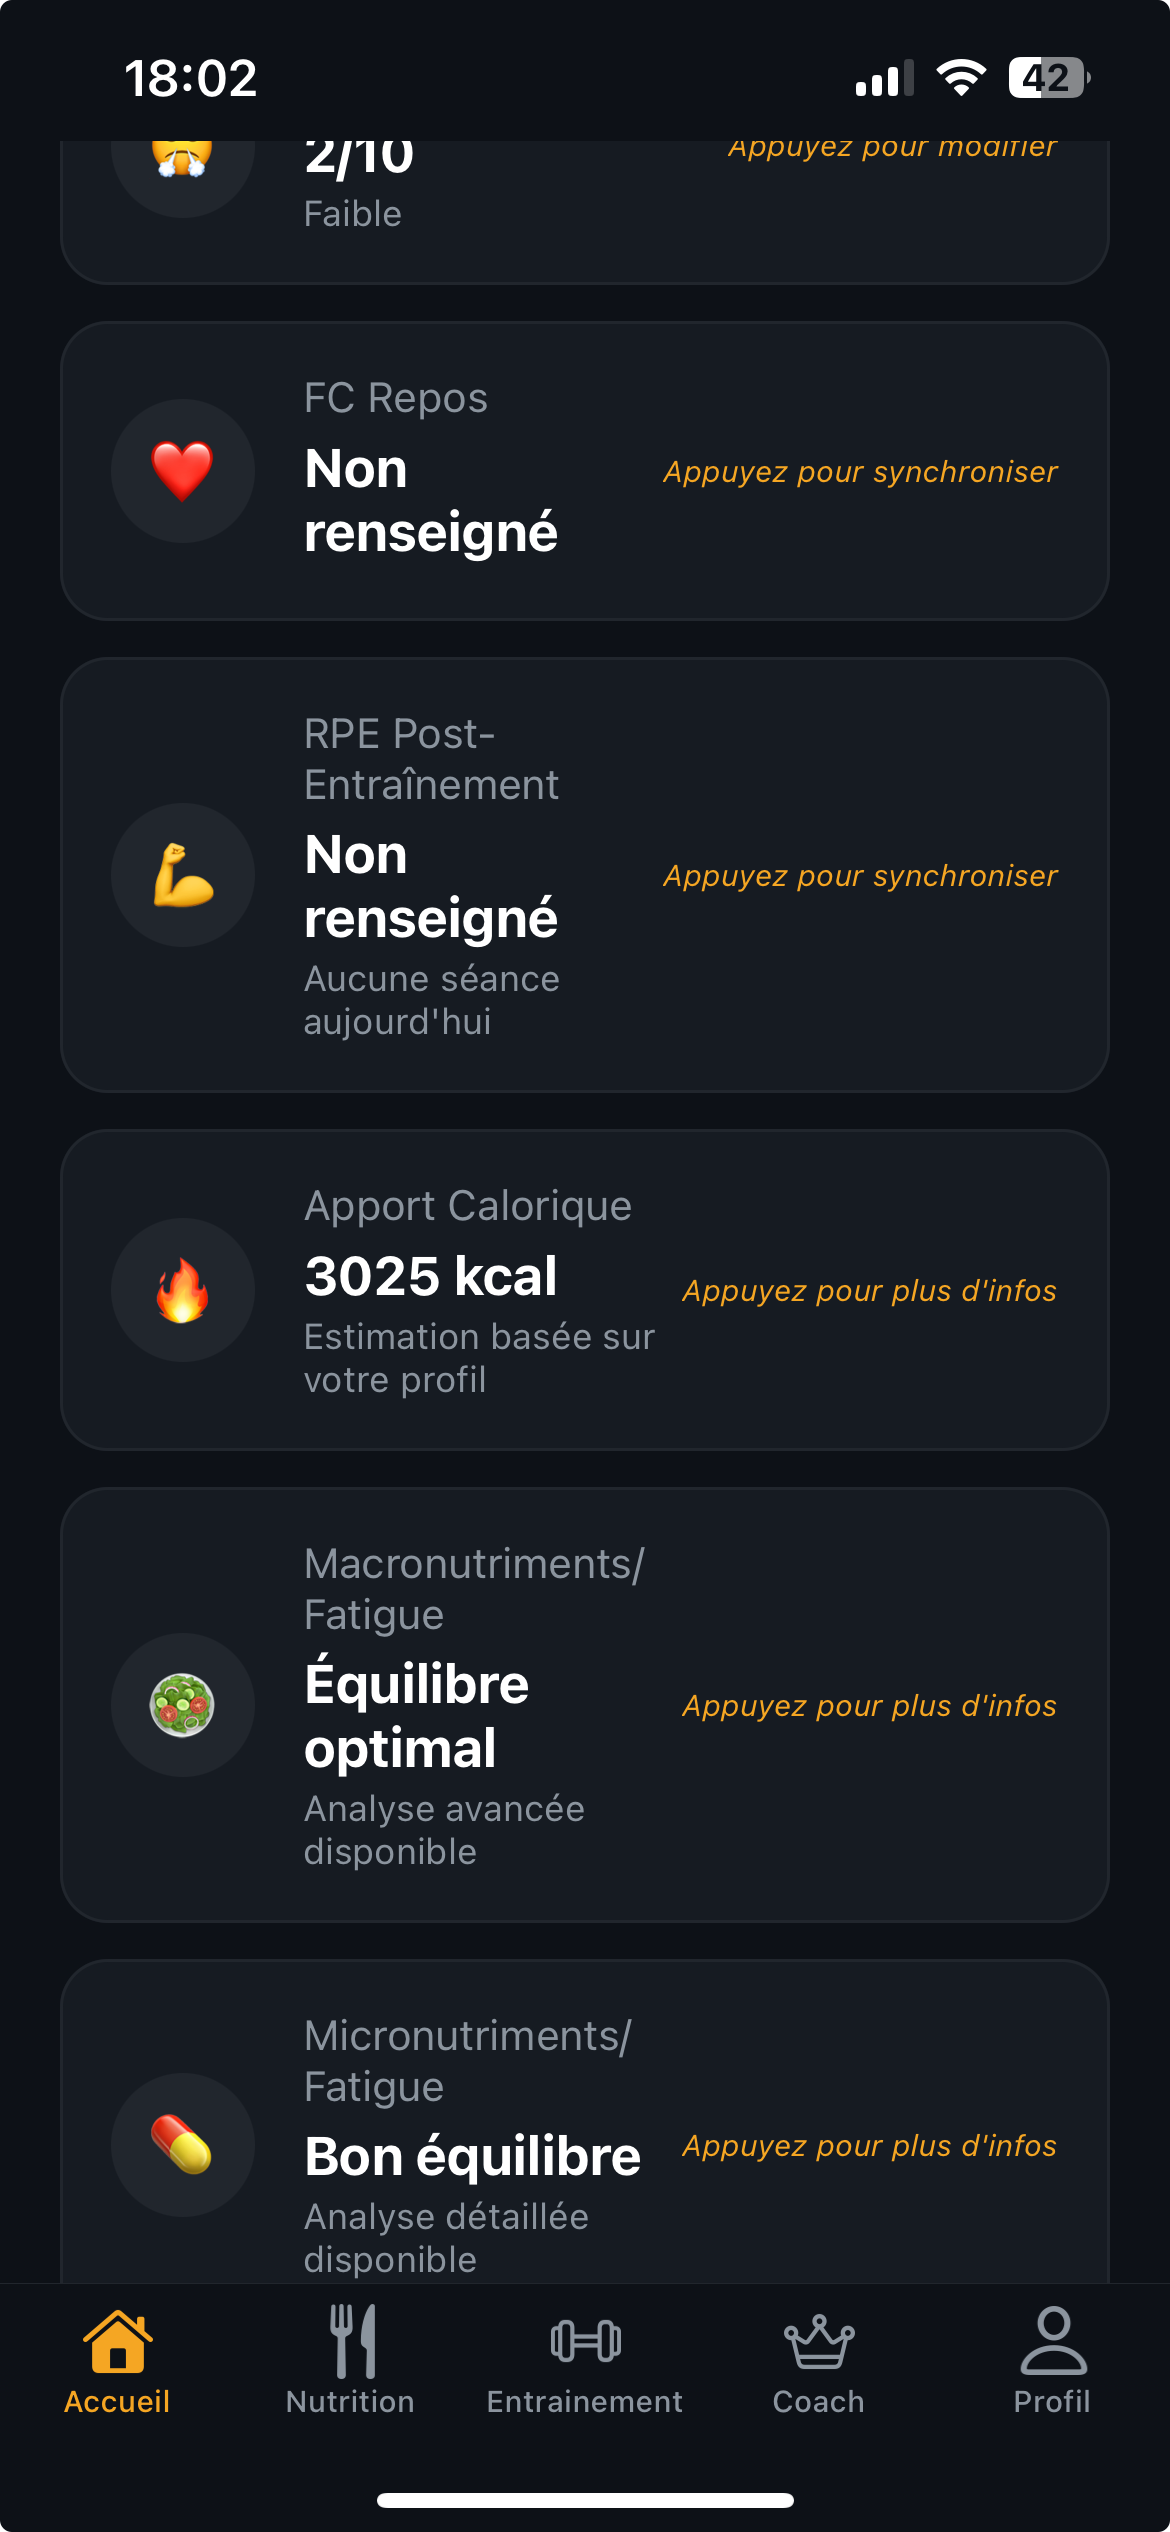 18:02
42
2/10
Appuyez pour modifier
Faible
FC Repos
Non
renseigné
Appuyez pour synchroniser
RPE Post-
Entraînement
Non
renseigné
Appuyez pour synchroniser
Aucune séance
aujourd'hui
Apport Calorique
3025 kcal
Appuyez pour plus d'infos
Estimation basée sur
votre profil
Macronutriments/
Fatigue
Équilibre
optimal
Appuyez pour plus d'infos
Analyse avancée
disponible
Micronutriments/
Fatigue
Bon équilibre
Appuyez pour plus d'infos
Analyse détaillée
disponible
Accueil
Nutrition
Entrainement
Coach
Profil